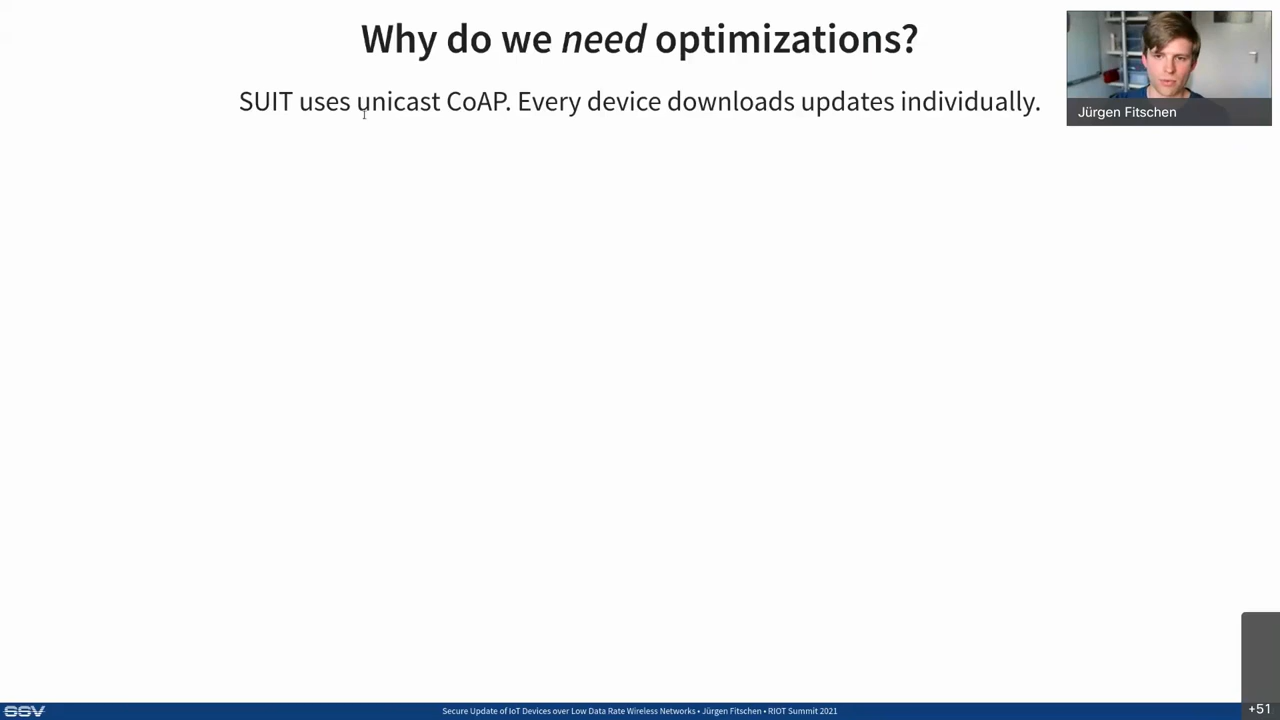 Why do we need optimizations?
SUIT uses unicast CoAP. Every device downloads updates individually.
Jürgen Fitschen
SSV
Secure Update of IoT Devices over Low Data Rate Wireless Networks • Jürgen Fitschen • RIOT Summit 2021
+51